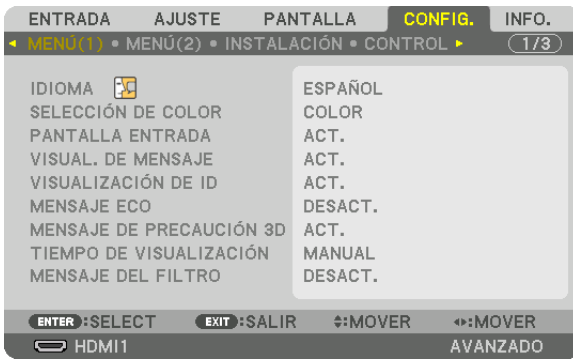 ENTRADA AJUSTE PANTALLA CONFIG. INFO.
MENÚ(1) • MENÚ(2) • INSTALACIÓN • CONTROL 1/3
IDIOMA ESPAÑOL
SELECCIÓN DE COLOR COLOR
PANTALLA ENTRADA ACT.
VISUAL. DE MENSAJE ACT.
VISUALIZACIÓN DE ID ACT.
MENSAJE ECO DESACT.
MENSAJE DE PRECAUCIÓN 3D ACT.
TIEMPO DE VISUALIZACIÓN MANUAL
MENSAJE DEL FILTRO DESACT.
ENTER :SELECT EXIT :SALIR :MOVER :MOVER
HDMI1 AVANZADO